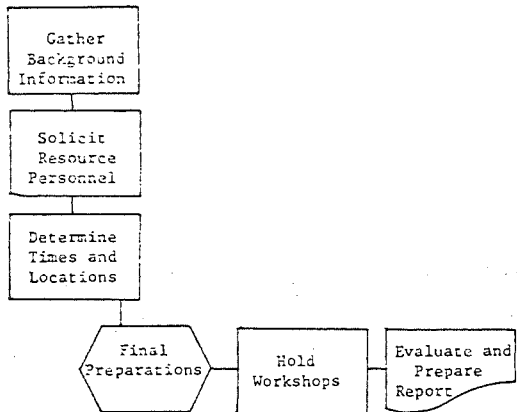 Gather
Background
Information
Solicit
Resource
Personnel
Determine
Times and
Locations
Final
Preparations
Hold
Workshops
Evaluate and
Prepare
Report